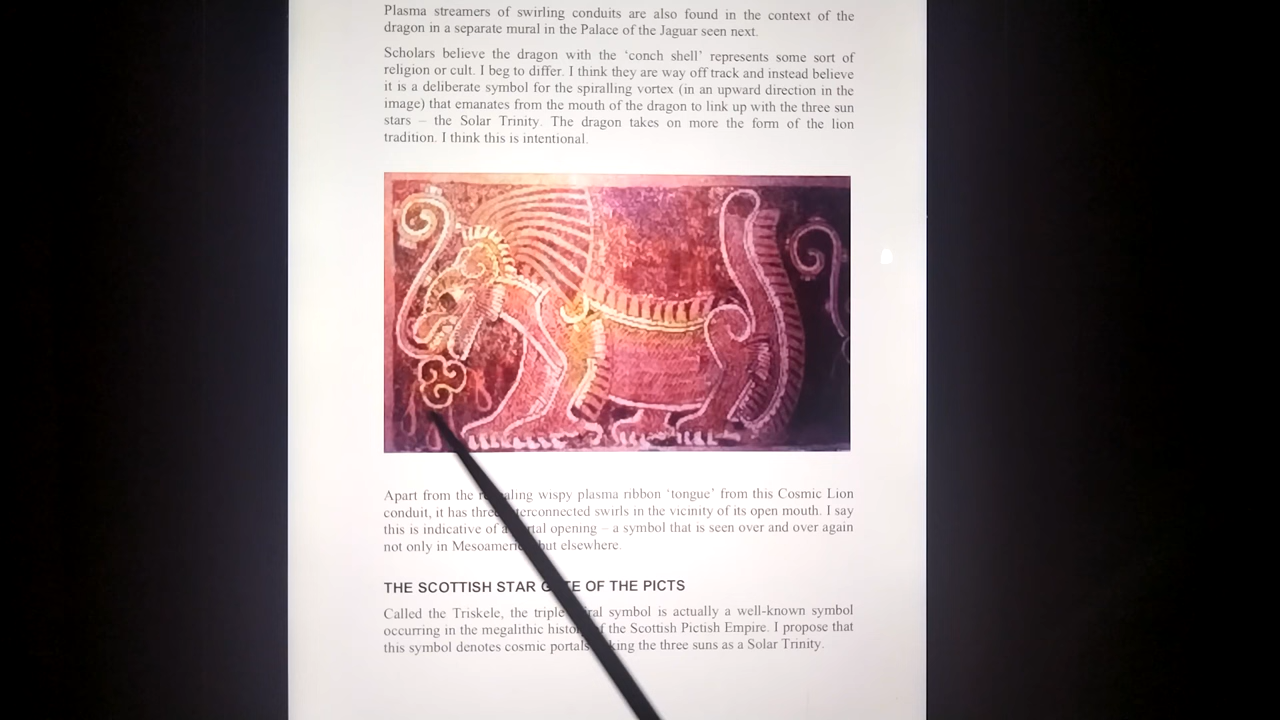 Plasma streamers of swirling conduits are also found in the context of the
dragon in a separate mural in the Palace of the Jaguar seen next.
Scholars believe the dragon with the ‘conch shell’ represents some sort of
religion or cult. I beg to differ. I think they are way off track and instead believe
it is a deliberate symbol for the spiralling vortex (in an upward direction in the
image) that emanates from the mouth of the dragon to link up with the three sun
stars – the Solar Trinity. The dragon takes on more the form of the lion
tradition. I think this is intentional.
Apart from the wispy plasma ribbon ‘tongue’ from this Cosmic Lion
conduit, it has swirls in the vicinity of its open mouth. I say
this is indicative of opening – a symbol that is seen over and over again
not only in but elsewhere.
THE SCOTTISH STAR OF THE PICTS
Called the Triskele, the triple symbol is actually a well-known symbol
occurring in the megalithic of the Scottish Pictish Empire. I propose that
this symbol denotes cosmic portals the three suns as a Solar Trinity.